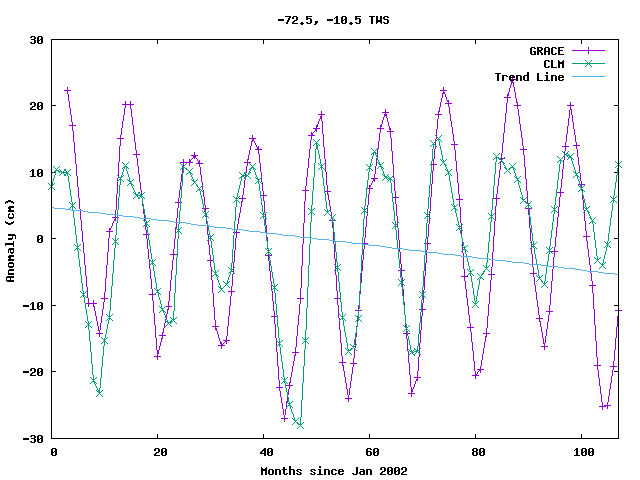 -72.5, -10.5 TWS
GRACE
CLM
Trend Line
30
20
10
0
-10
-20
-30
Anomaly (cm)
0 20 40 60 80 100
Months since Jan 2002